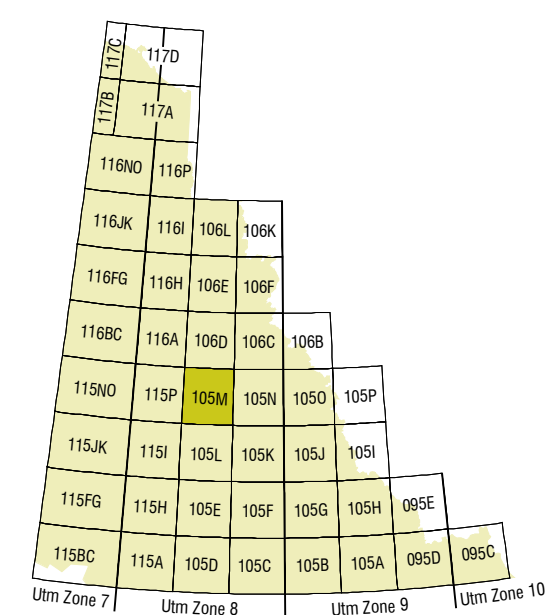 117C 117D
117B 117A
116NO 116P
116JK 116I 106L 106K
116FG 116H 106E 106F
116BC 116A 106D 106C 106B
115NO 115P 105M 105N 105O 105P
115JK 115I 105L 105K 105J 105I
115FG 115H 105E 105F 105G 105H 095E
115BC 115A 105D 105C 105B 105A 095D 095C
Utm Zone 7 Utm Zone 8 Utm Zone 9 Utm Zone 10